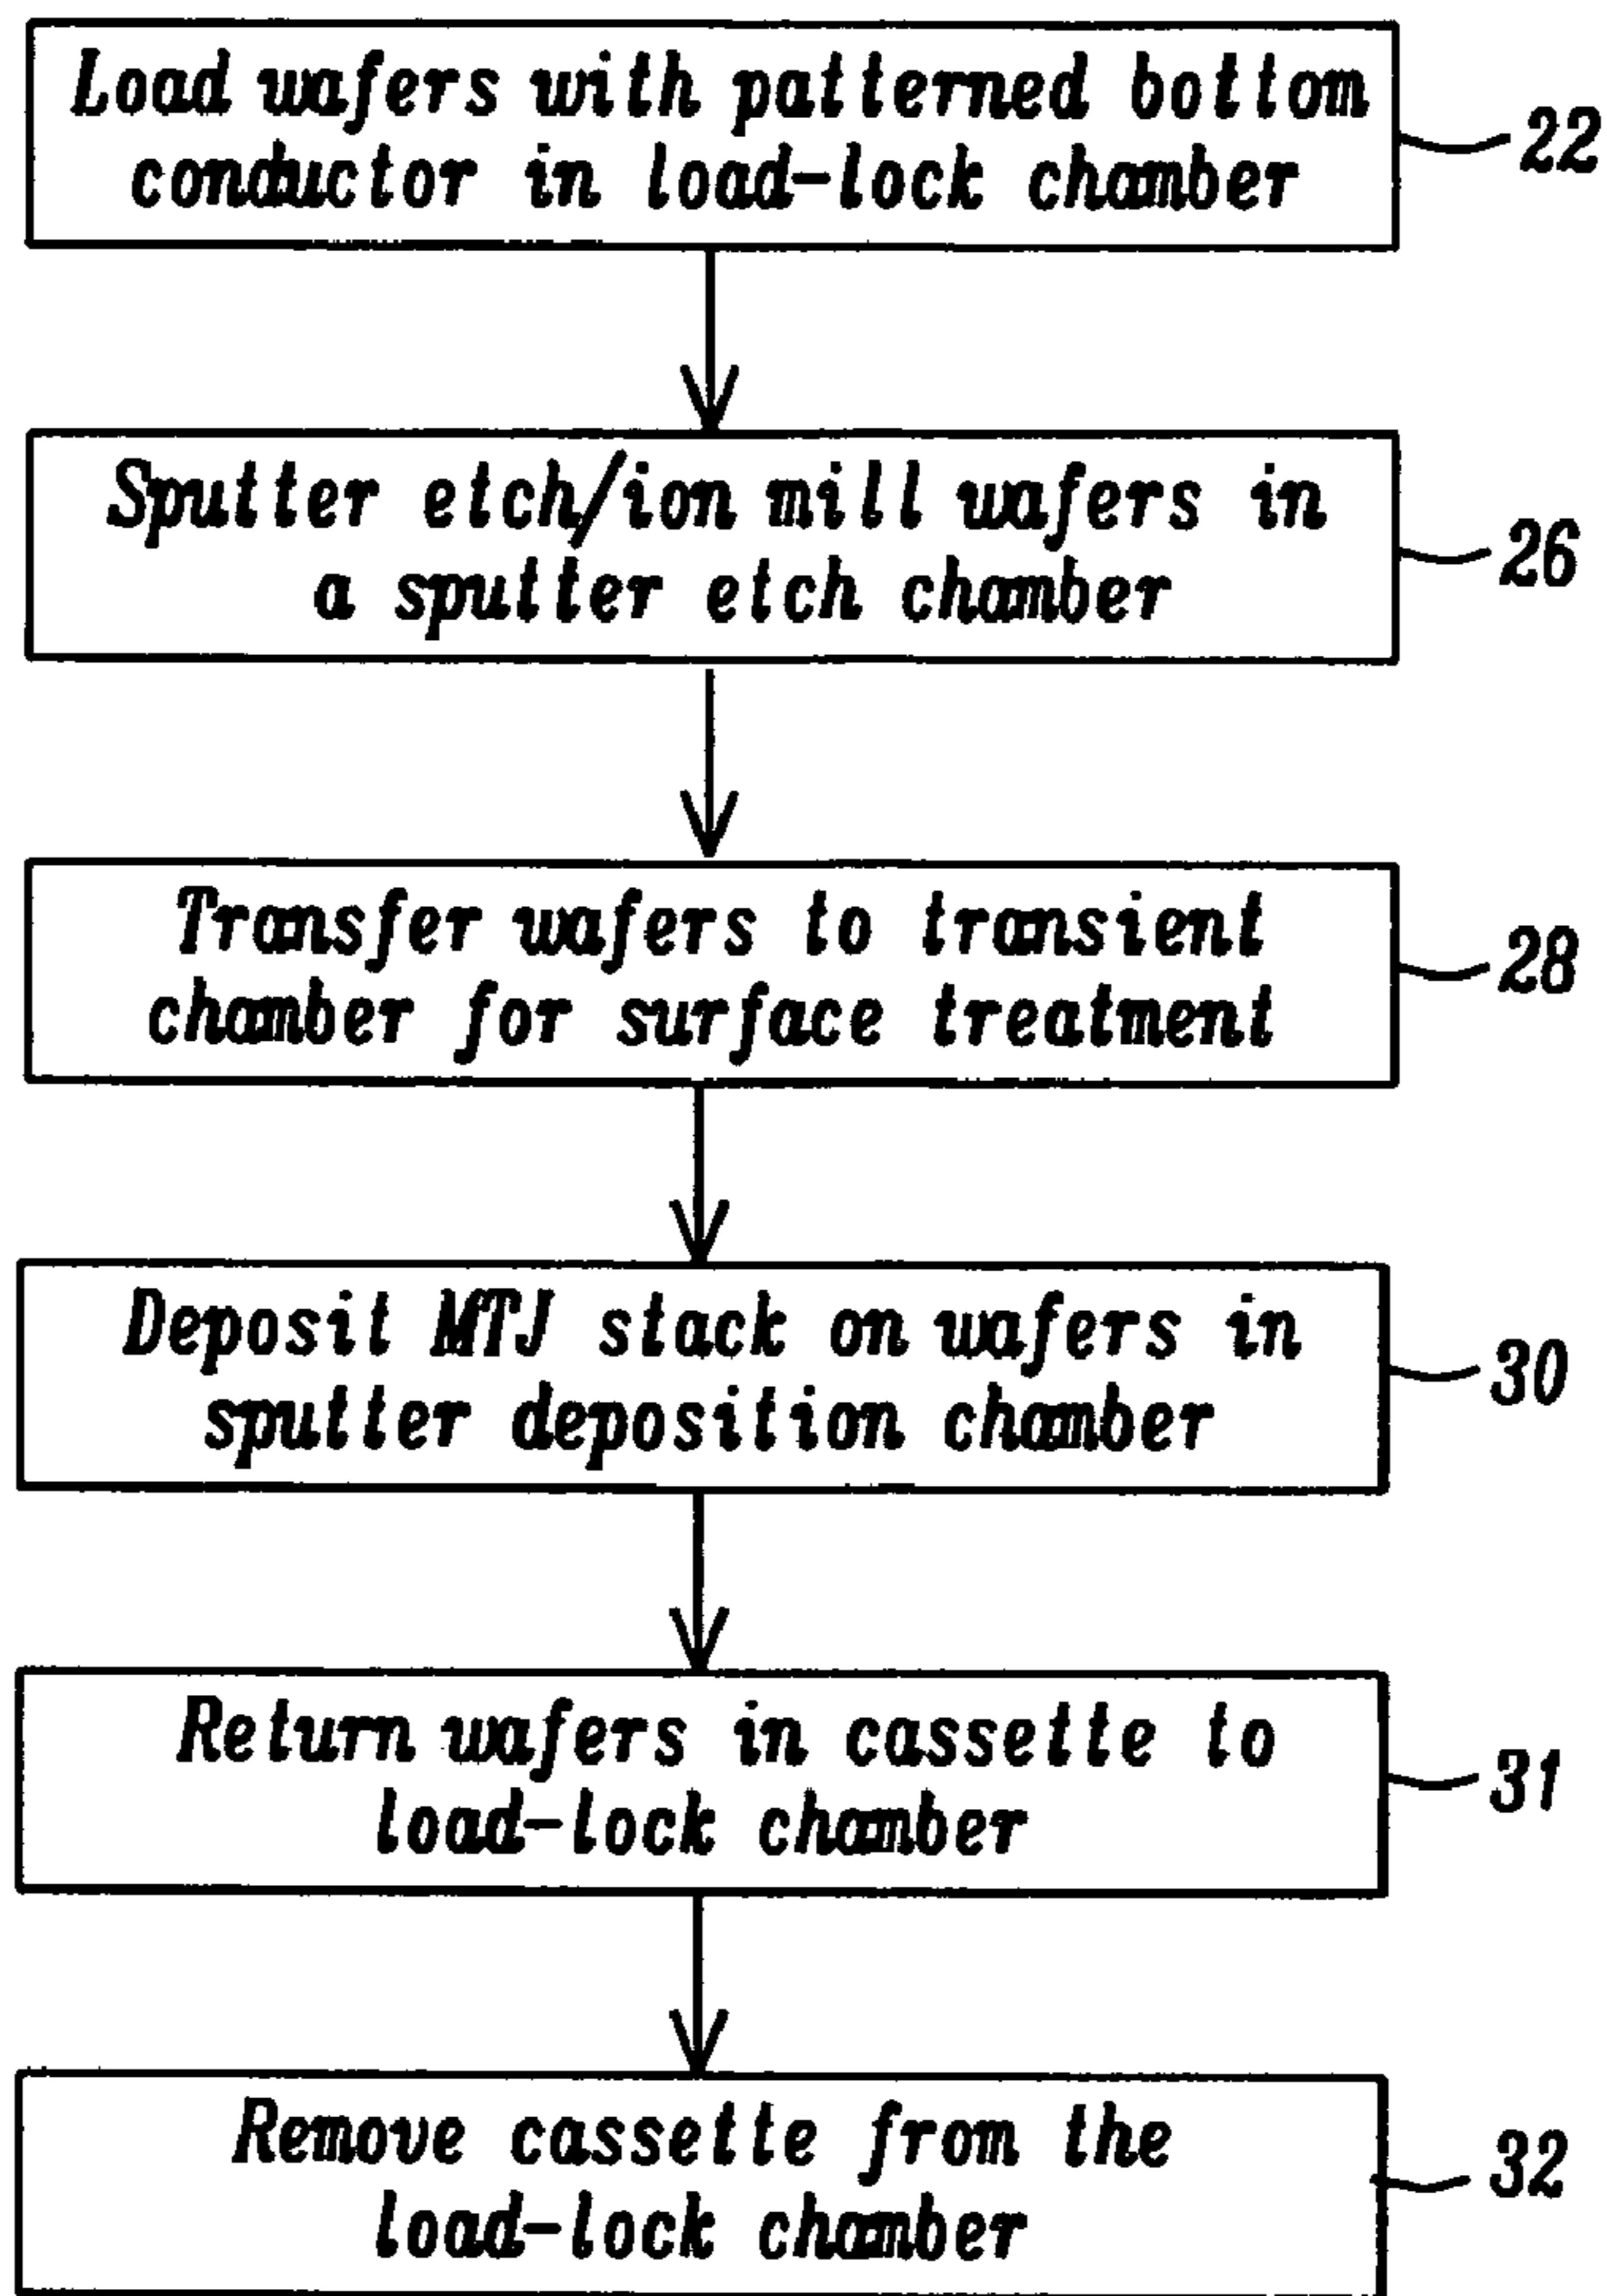 Load wafers with patterned bottom
conductor in load-lock chamber
22
Sputter etch/ion mill wafers in
a sputter etch chamber
26
Transfer wafers to transient
chamber for surface treatment
28
Deposit MTJ stack on wafers in
sputter deposition chamber
30
Return wafers in cassette to
load-lock chamber
31
Remove cassette from the
load-lock chamber
32